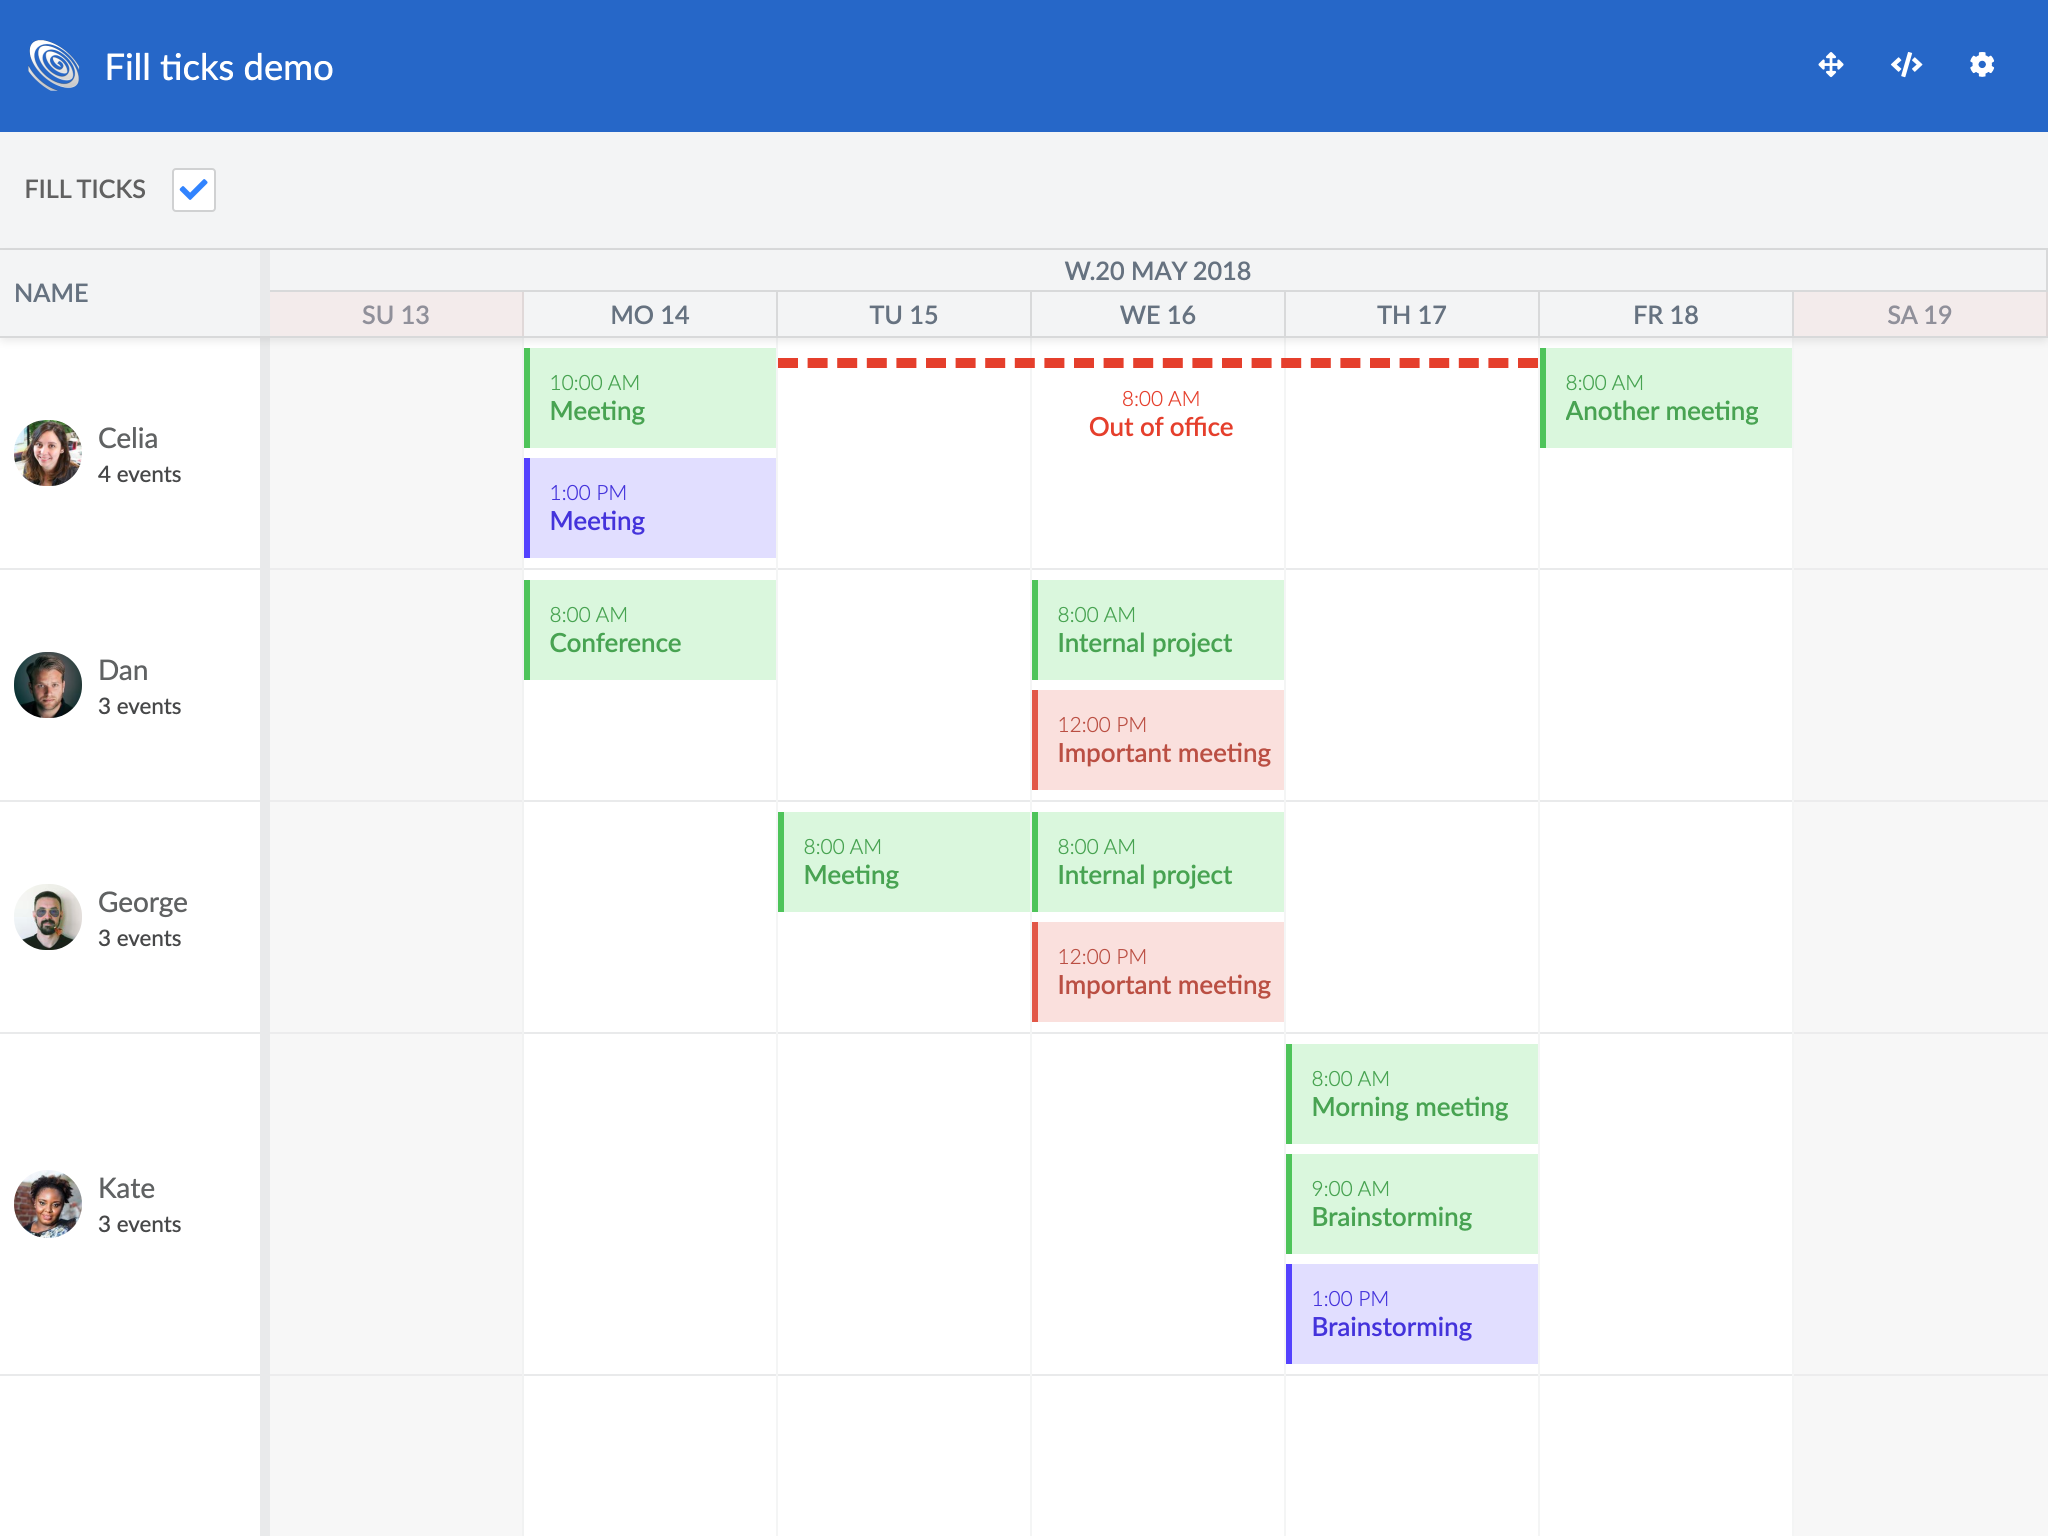 Fill ticks demo
FILL TICKS
NAME
W.20 MAY 2018
SU 13
MO 14
TU 15
WE 16
TH 17
FR 18
SA 19
Celia
4 events
10:00 AM
Meeting
1:00 PM
Meeting
8:00 AM
Out of office
8:00 AM
Another meeting
Dan
3 events
8:00 AM
Conference
8:00 AM
Internal project
12:00 PM
Important meeting
George
3 events
8:00 AM
Meeting
8:00 AM
Internal project
12:00 PM
Important meeting
Kate
3 events
8:00 AM
Morning meeting
9:00 AM
Brainstorming
1:00 PM
Brainstorming